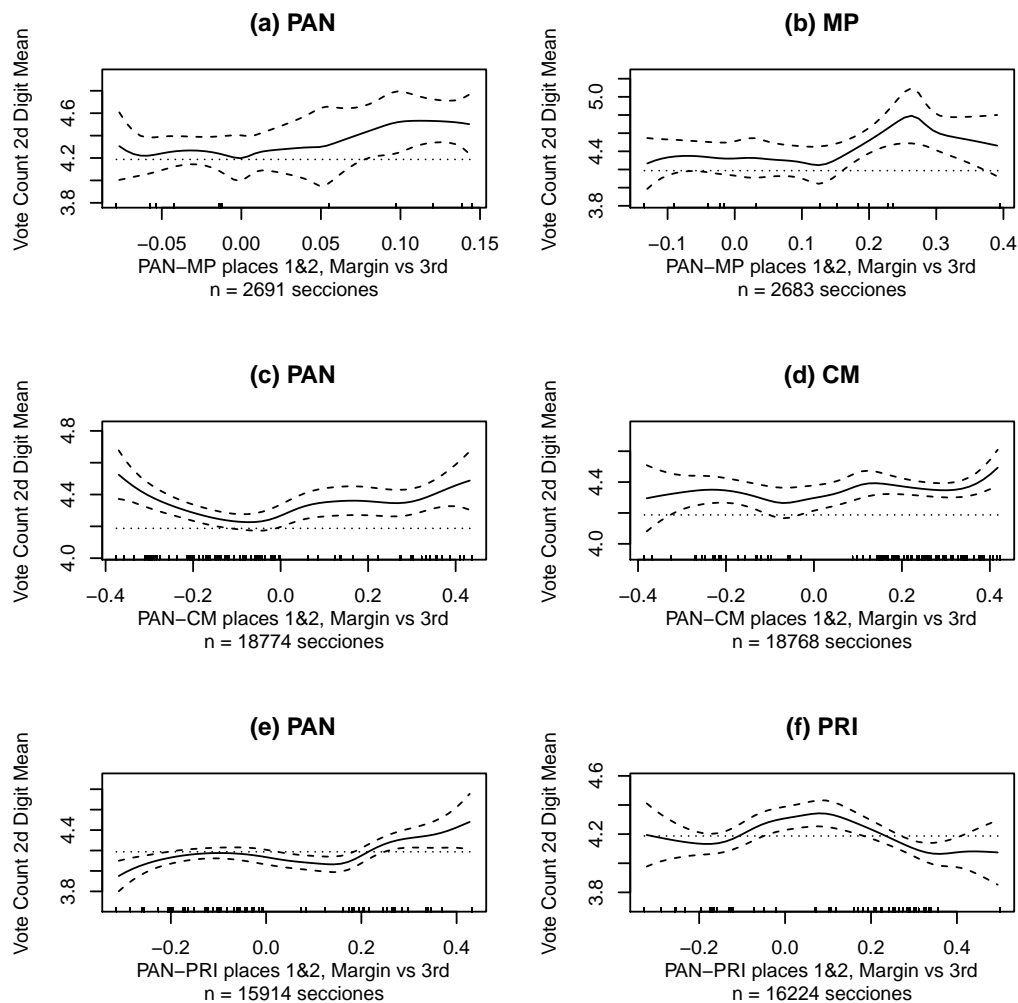 (a) PAN
Vote Count 2d Digit Mean
3.8 4.2 4.6
−0.05 0.00 0.05 0.10 0.15
PAN−MP places 1&2, Margin vs 3rd
n = 2691 secciones
(b) MP
Vote Count 2d Digit Mean
3.8 4.4 5.0
−0.1 0.0 0.1 0.2 0.3 0.4
PAN−MP places 1&2, Margin vs 3rd
n = 2683 secciones
(c) PAN
Vote Count 2d Digit Mean
4.0 4.4 4.8
−0.4 −0.2 0.0 0.2 0.4
PAN−CM places 1&2, Margin vs 3rd
n = 18774 secciones
(d) CM
Vote Count 2d Digit Mean
4.0 4.4
−0.4 −0.2 0.0 0.2 0.4
PAN−CM places 1&2, Margin vs 3rd
n = 18768 secciones
(e) PAN
Vote Count 2d Digit Mean
3.8 4.4
−0.2 0.0 0.2 0.4
PAN−PRI places 1&2, Margin vs 3rd
n = 15914 secciones
(f) PRI
Vote Count 2d Digit Mean
3.8 4.2 4.6
−0.2 0.0 0.2 0.4
PAN−PRI places 1&2, Margin vs 3rd
n = 16224 secciones